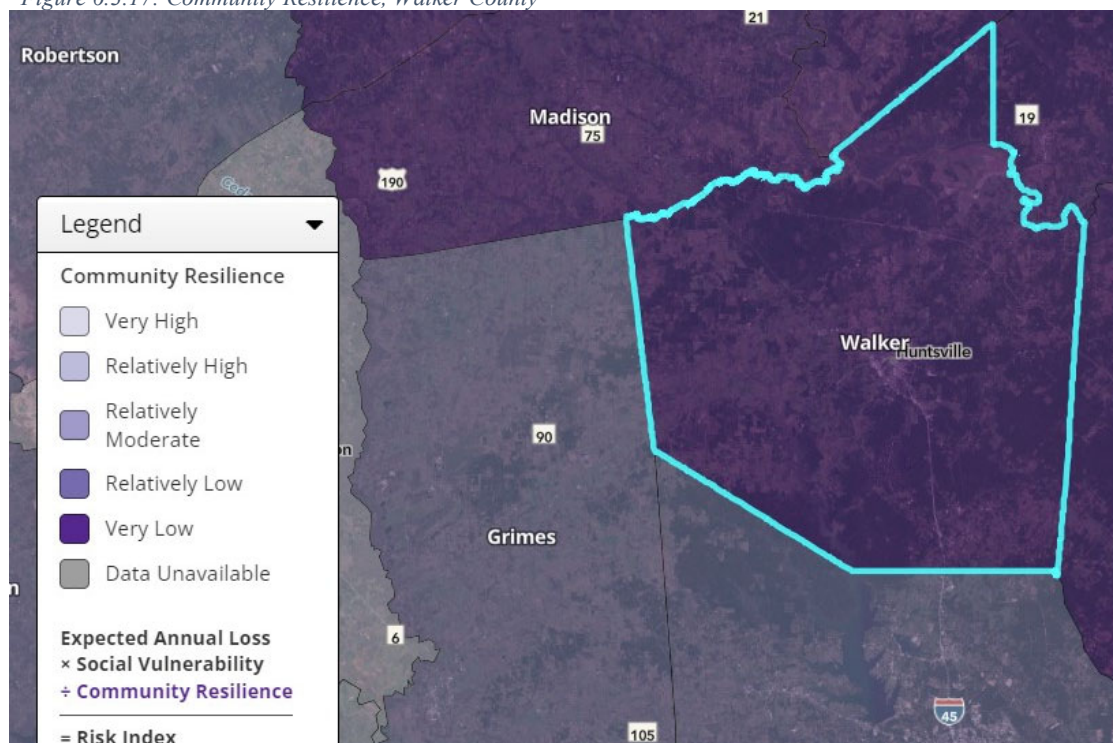 Figure 6.3.17: Community Resilience, Walker County
21
Robertson
Madison
75
19
190
Legend
Community Resilience
Very High
Relatively High
Relatively
Moderate
Relatively Low
Very Low
Data Unavailable
Expected Annual Loss
× Social Vulnerability
÷ Community Resilience
= Risk Index
Walker
Huntsville
90
Grimes
6
45
105